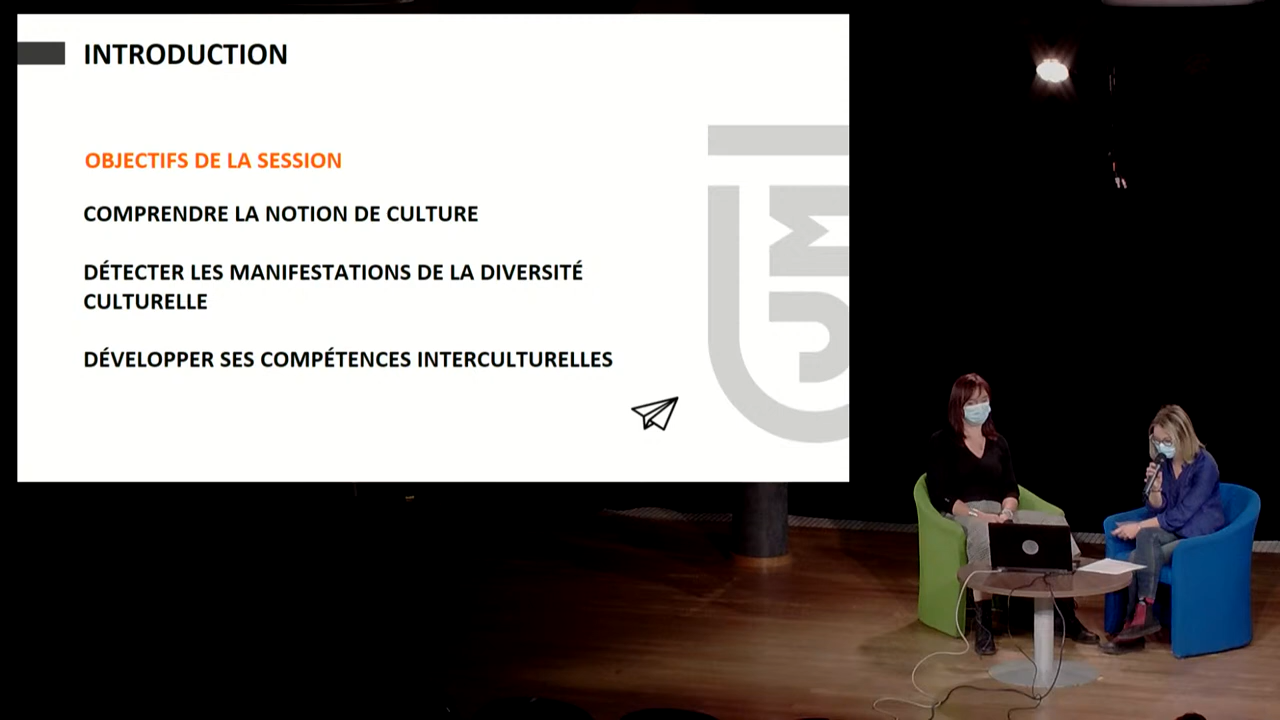 INTRODUCTION
OBJECTIFS DE LA SESSION
COMPRENDRE LA NOTION DE CULTURE
DÉTECTER LES MANIFESTATIONS DE LA DIVERSITÉ
CULTURELLE
DÉVELOPPER SES COMPÉTENCES INTERCULTURELLES
UM